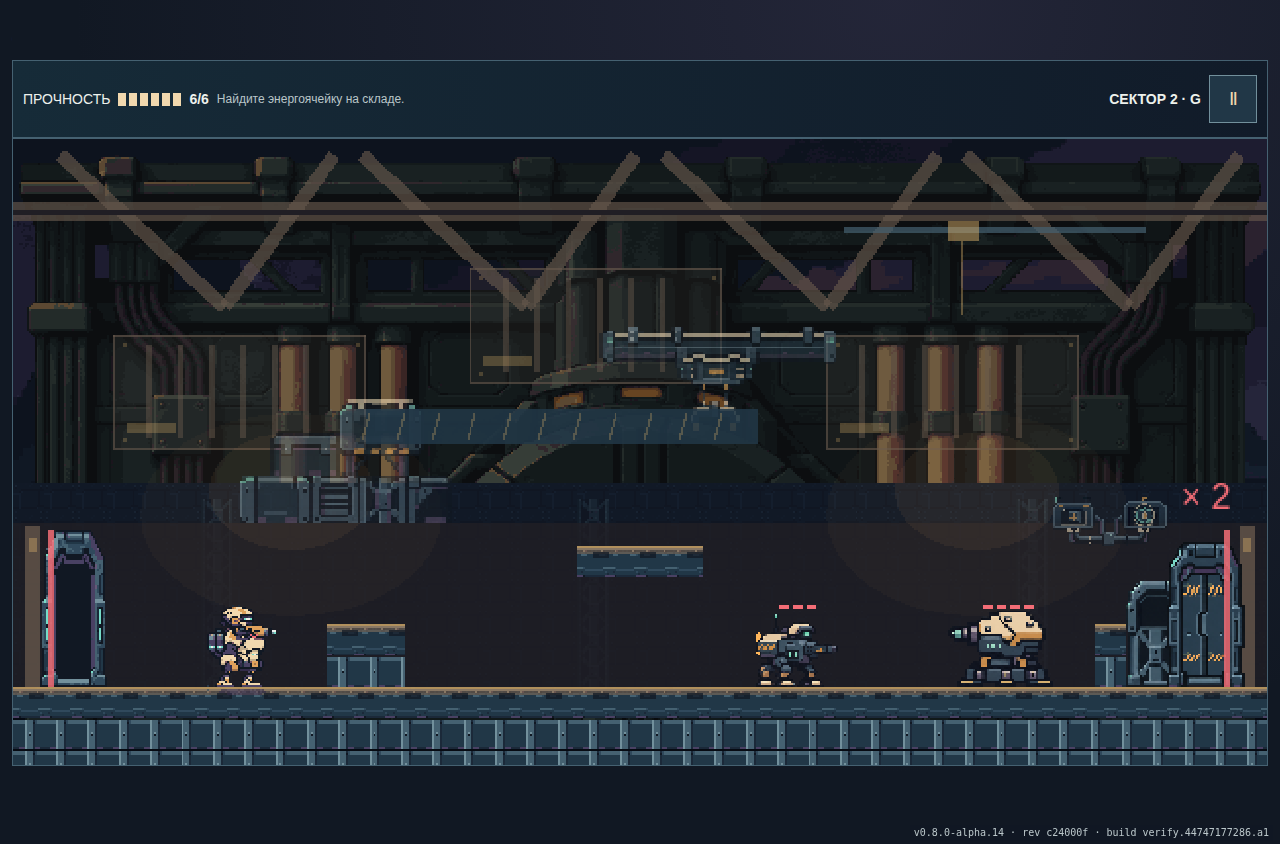 ПРОЧНОСТЬ 6/6 Найдите энергоячейку на складе.
СЕКТОР 2 · G
II
× 2
v0.8.0-alpha.14 · rev c24000f · build verify.44747177286.a1